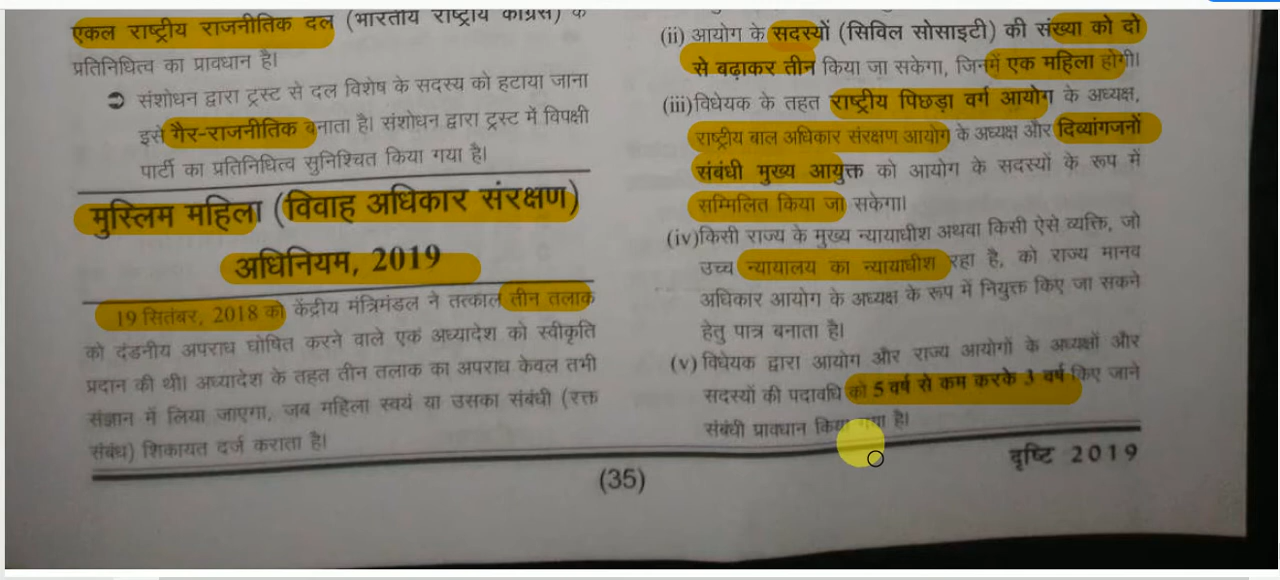 एकल राष्ट्रीय राजनीतिक दल (भारतीय राष्ट्रीय कांग्रेस) के
प्रतिनिधित्व का प्रावधान है।
संशोधन द्वारा ट्रस्ट से दल विशेष के सदस्य को हटाया जाना
इसे गैर-राजनीतिक बनाता है। संशोधन द्वारा ट्रस्ट में विपक्षी
पार्टी का प्रतिनिधित्व सुनिश्चित किया गया है।
मुस्लिम महिला (विवाह अधिकार संरक्षण)
अधिनियम, 2019
19 सितंबर, 2018 को केंद्रीय मंत्रिमंडल ने तत्काल तीन तलाक
को दंडनीय अपराध घोषित करने वाले एक अध्यादेश को स्वीकृति
प्रदान की थी। अध्यादेश के तहत तीन तलाक का अपराध केवल तभी
संज्ञान में लिया जाएगा, जब महिला स्वयं या उसका संबंधी (रक्त
संबंध) शिकायत दर्ज कराता है।
(ii) आयोग के सदस्यों (सिविल सोसाइटी) की संख्या को दो
से बढ़ाकर तीन किया जा सकेगा, जिनमें एक महिला होगी।
(iii) विधेयक के तहत राष्ट्रीय पिछड़ा वर्ग आयोग के अध्यक्ष,
राष्ट्रीय बाल अधिकार संरक्षण आयोग के अध्यक्ष और दिव्यांगजनों
संबंधी मुख्य आयुक्त को आयोग के सदस्यों के रूप में
सम्मिलित किया जा सकेगा।
(iv) किसी राज्य के मुख्य न्यायाधीश अथवा किसी ऐसे व्यक्ति, जो
उच्च न्यायालय का न्यायाधीश रहा है, को राज्य मानव
अधिकार आयोग के अध्यक्ष के रूप में नियुक्त किए जा सकने
हेतु पात्र बनाता है।
(v) विधेयक द्वारा आयोग और राज्य आयोगों के अध्यक्षों और
सदस्यों की पदावधि को 5 वर्ष से कम करके 3 वर्ष किए जाने
संबंधी प्रावधान किया गया है।
(35)
दृष्टि 2019